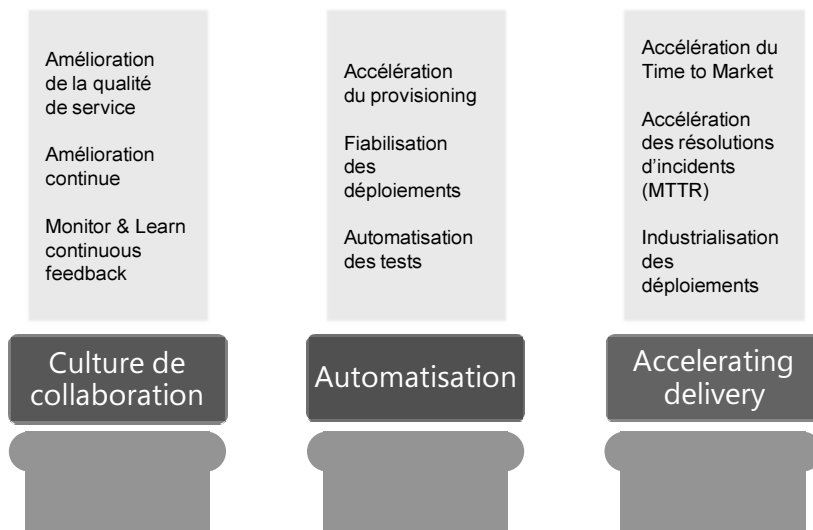 Amélioration
de la qualité
de service
Amélioration
continue
Monitor & Learn
continuous
feedback
Culture de
collaboration
Accélération
du provisioning
Fiabilisation
des
déploiements
Automatisation
des tests
Automatisation
Accélération du
Time to Market
Accélération
des résolutions
d'incidents
(MTTR)
Industrialisation
des
déploiements
Accelerating
delivery